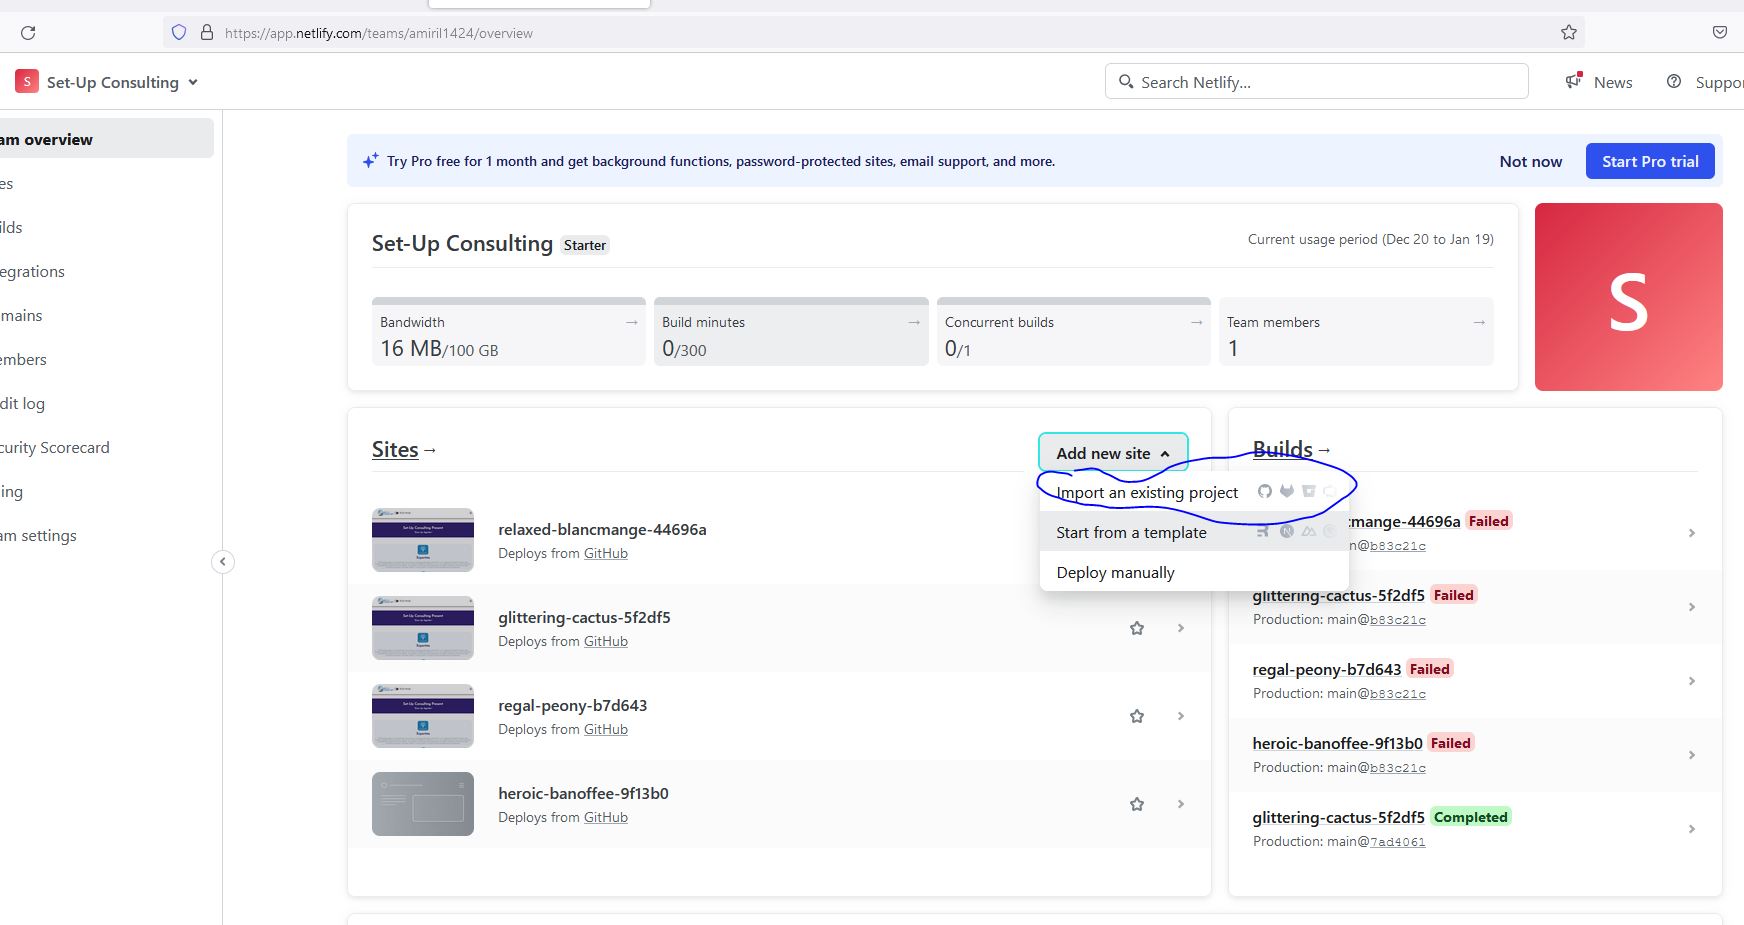 https://app.netlify.com/teams/amiril1424/overview
S Set-Up Consulting
Search Netlify...
News
Suppor
am overview
es
ilds
egrations
mains
embers
dit log
curity Scorecard
ing
am settings
Try Pro free for 1 month and get background functions, password-protected sites, email support, and more.
Not now
Start Pro trial
Set-Up Consulting Starter
Current usage period (Dec 20 to Jan 19)
Bandwidth →
16 MB/100 GB
Build minutes →
0/300
Concurrent builds →
0/1
Team members →
1
S
Sites →
Add new site
Import an existing project
Start from a template
Deploy manually
relaxed-blancmange-44696a
Deploys from GitHub
glittering-cactus-5f2df5
Deploys from GitHub
regal-peony-b7d643
Deploys from GitHub
heroic-banoffee-9f13b0
Deploys from GitHub
Builds →
cmange-44696a Failed
n@b83c21c
glittering-cactus-5f2df5 Failed
Production: main@b83c21c
regal-peony-b7d643 Failed
Production: main@b83c21c
heroic-banoffee-9f13b0 Failed
Production: main@b83c21c
glittering-cactus-5f2df5 Completed
Production: main@7ad4061